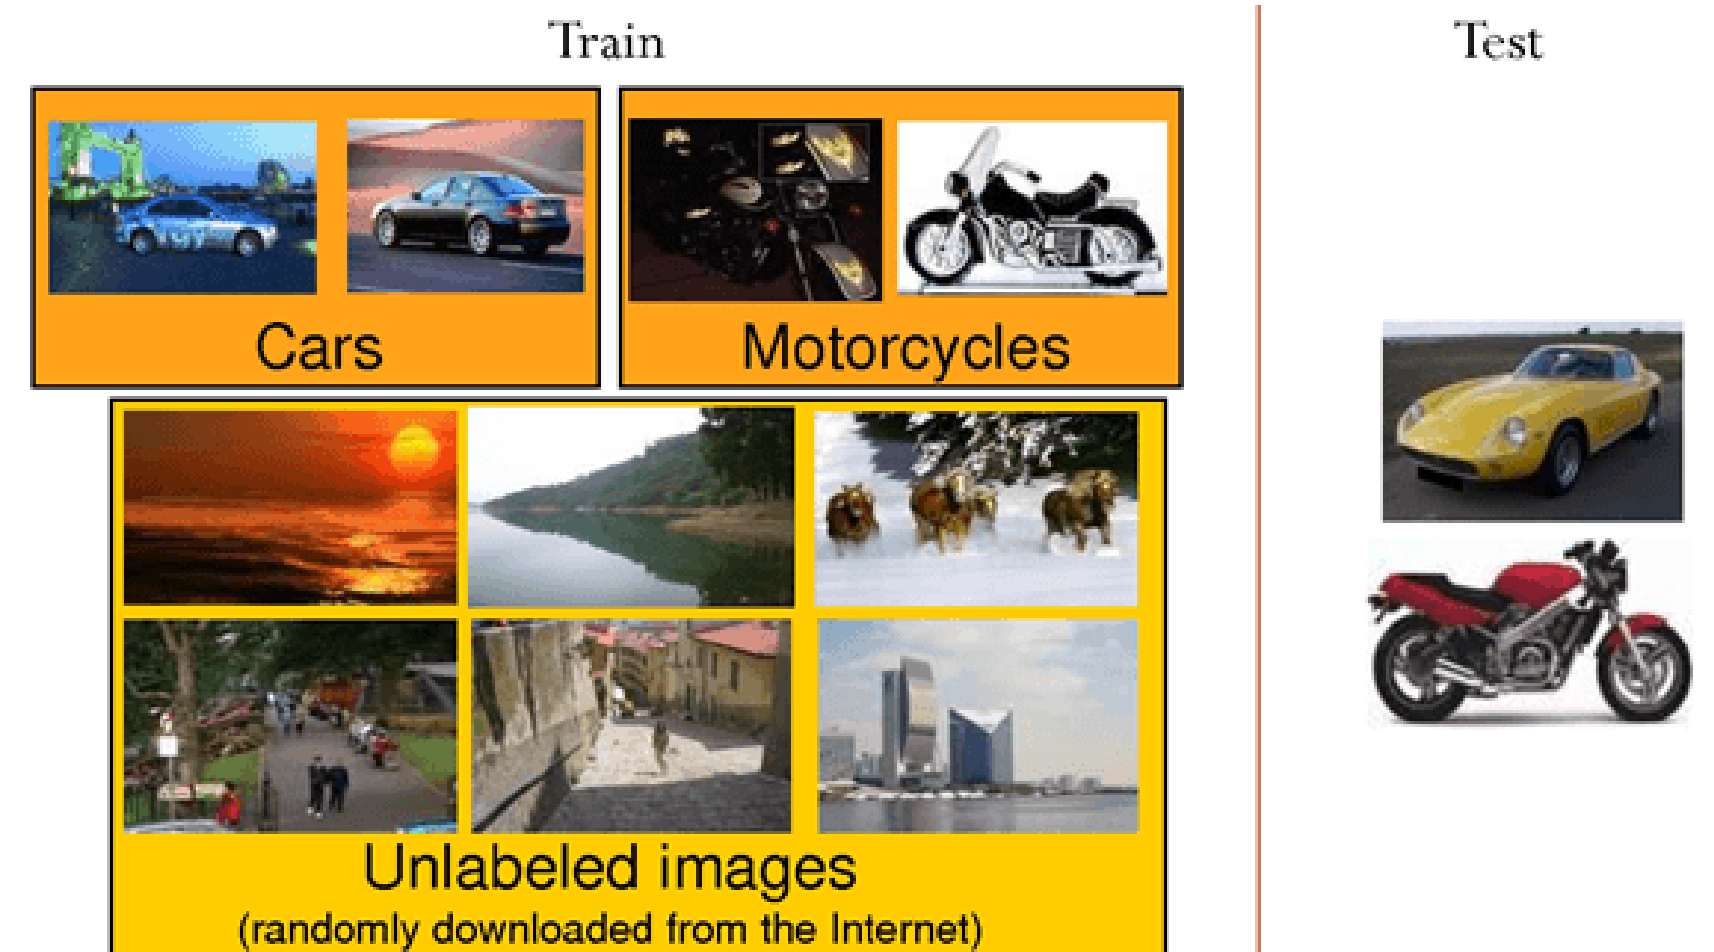 Train
Test
Cars
Motorcycles
Unlabeled images
(randomly downloaded from the Internet)